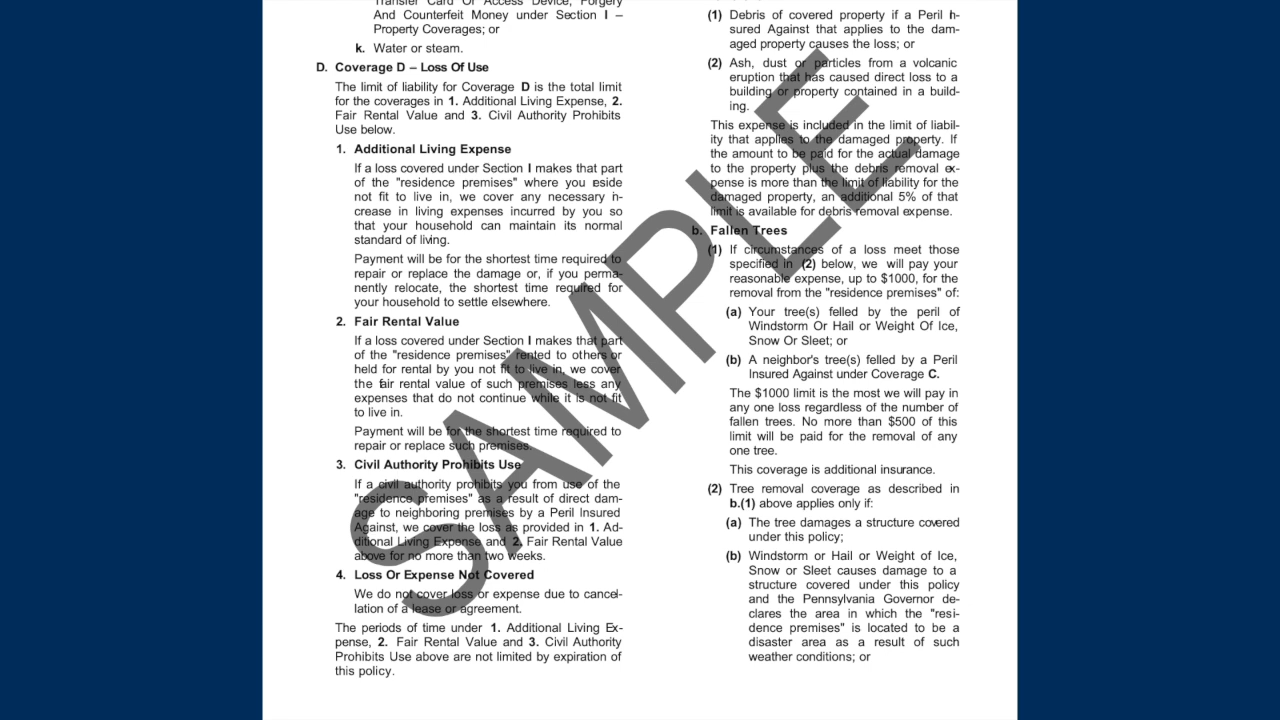 Transfer Card Or Access Device, Forgery
And Counterfeit Money under Section I –
Property Coverages; or
k. Water or steam.
D. Coverage D – Loss Of Use
The limit of liability for Coverage D is the total limit
for the coverages in 1. Additional Living Expense, 2.
Fair Rental Value and 3. Civil Authority Prohibits
Use below.
1. Additional Living Expense
If a loss covered under Section I makes that part
of the "residence premises" where you eside
not fit to live in, we cover any necessary n-
crease in living expenses incurred by you so
that your household can maintain its normal
standard of living.
Payment will be for the shortest time required to
repair or replace the damage or, if you perma-
nently relocate, the shortest time required for
your household to settle elsewhere.
2. Fair Rental Value
If a loss covered under Section I makes that part
of the "residence premises" rented to others or
held for rental by you not fit to live in, we cover
the fair rental value of such premises less any
expenses that do not continue while it is not fit
to live in.
Payment will be for the shortest time required to
repair or replace such premises.
3. Civil Authority Prohibits Use
If a civil authority prohibits you from use of the
"residence premises" as a result of direct dam-
age to neighboring premises by a Peril Insured
Against, we cover the loss as provided in 1. Ad-
ditional Living Expense and 2. Fair Rental Value
above for no more than two weeks.
4. Loss Or Expense Not Covered
We do not cover loss or expense due to cancel-
lation of a lease or agreement.
The periods of time under 1. Additional Living Ex-
pense, 2. Fair Rental Value and 3. Civil Authority
Prohibits Use above are not limited by expiration of
this policy.
(1) Debris of covered property if a Peril h-
sured Against that applies to the dam-
aged property causes the loss; or
(2) Ash, dust or particles from a volcanic
eruption that has caused direct loss to a
building or property contained in a build-
ing.
This expense is included in the limit of liabil-
ity that applies to the damaged property. If
the amount to be paid for the actual damage
to the property plus the debris removal ex-
pense is more than the limit of liability for the
damaged property, an additional 5% of that
limit is available for debris removal expense.
b. Fallen Trees
(1) If circumstances of a loss meet those
specified in (2) below, we will pay your
reasonable expense, up to $1000, for the
removal from the "residence premises" of:
(a) Your tree(s) felled by the peril of
Windstorm Or Hail or Weight Of Ice,
Snow Or Sleet; or
(b) A neighbor's tree(s) felled by a Peril
Insured Against under Coverage C.
The $1000 limit is the most we will pay in
any one loss regardless of the number of
fallen trees. No more than $500 of this
limit will be paid for the removal of any
one tree.
This coverage is additional insurance.
(2) Tree removal coverage as described in
b.(1) above applies only if:
(a) The tree damages a structure covered
under this policy;
(b) Windstorm or Hail or Weight of Ice,
Snow or Sleet causes damage to a
structure covered under this policy
and the Pennsylvania Governor de-
clares the area in which the "resi-
dence premises" is located to be a
disaster area as a result of such
weather conditions; or
SAMPLE